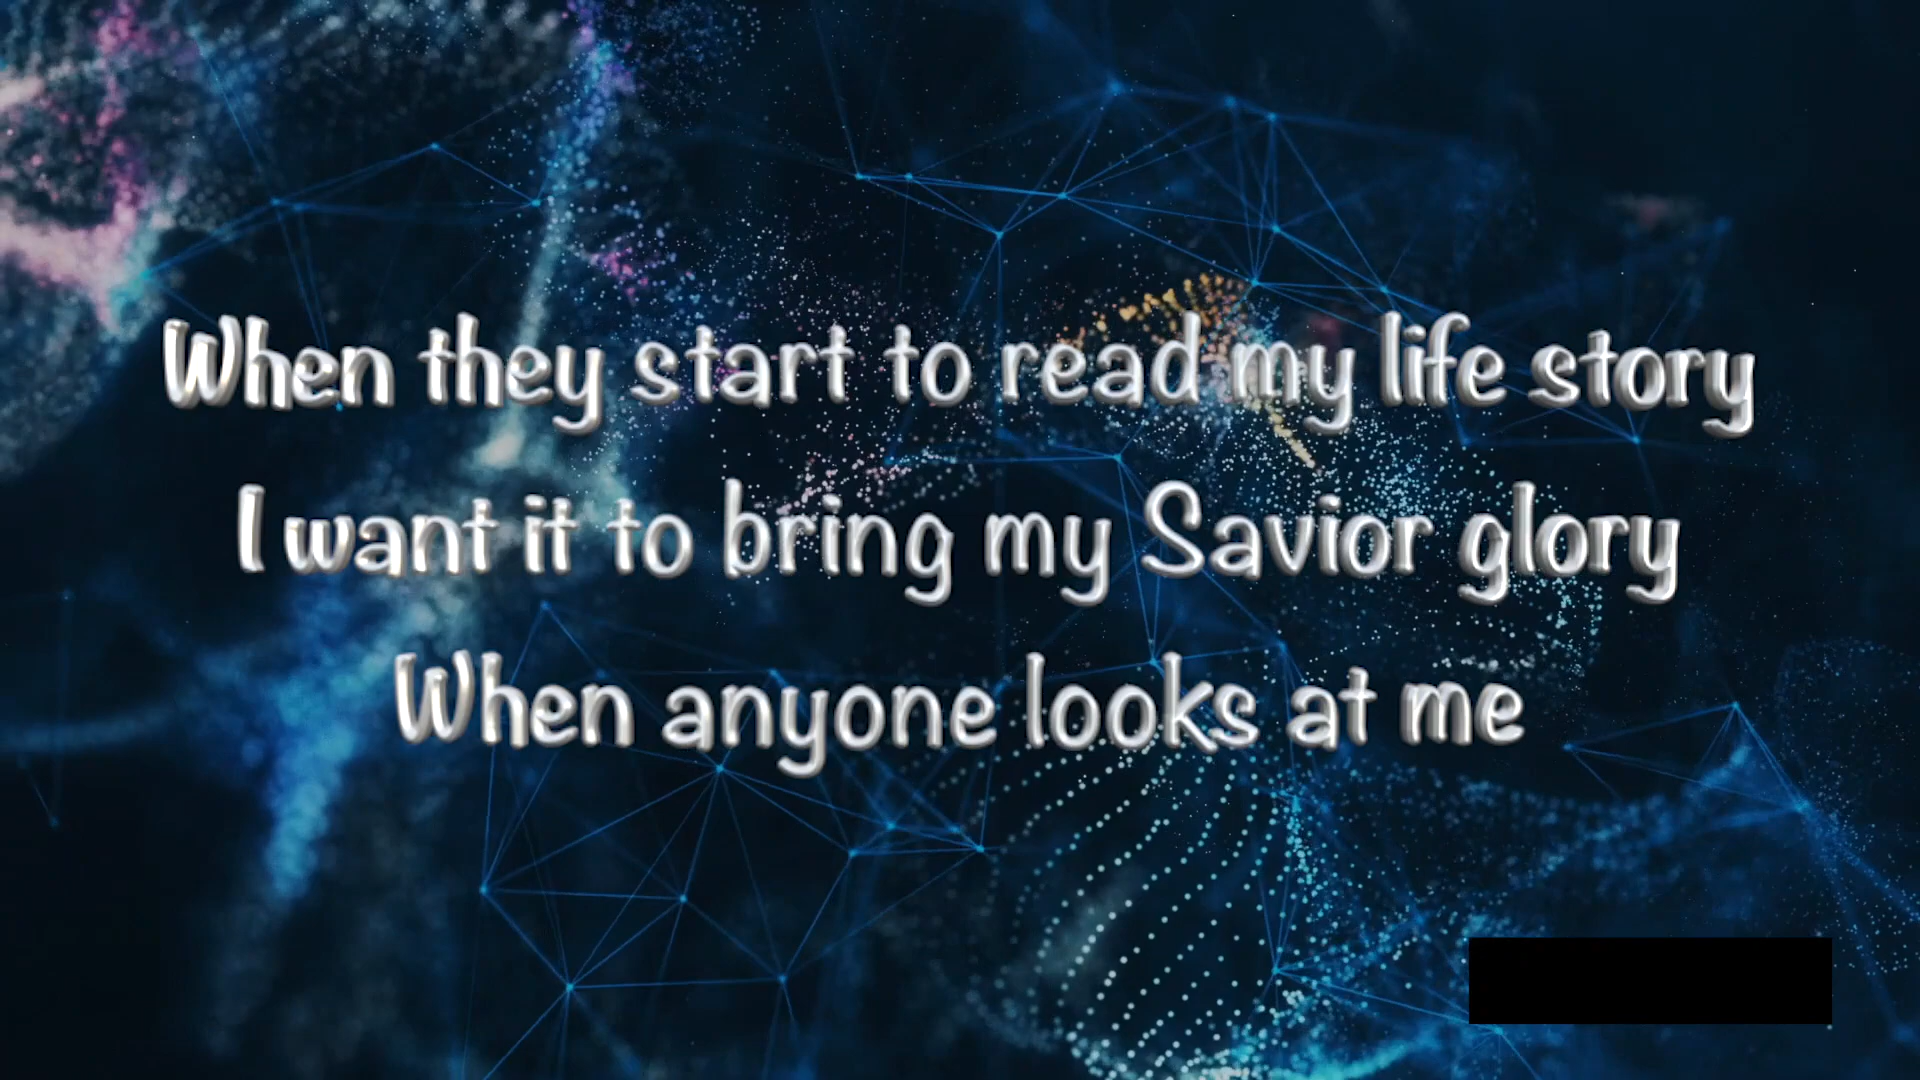 When they start to read my life story
I want it to bring my Savior glory
When anyone looks at me